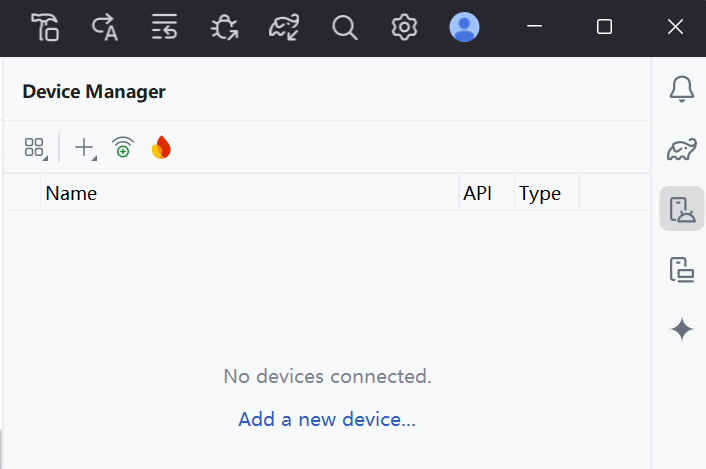 Device Manager
Name API Type
No devices connected.
Add a new device...